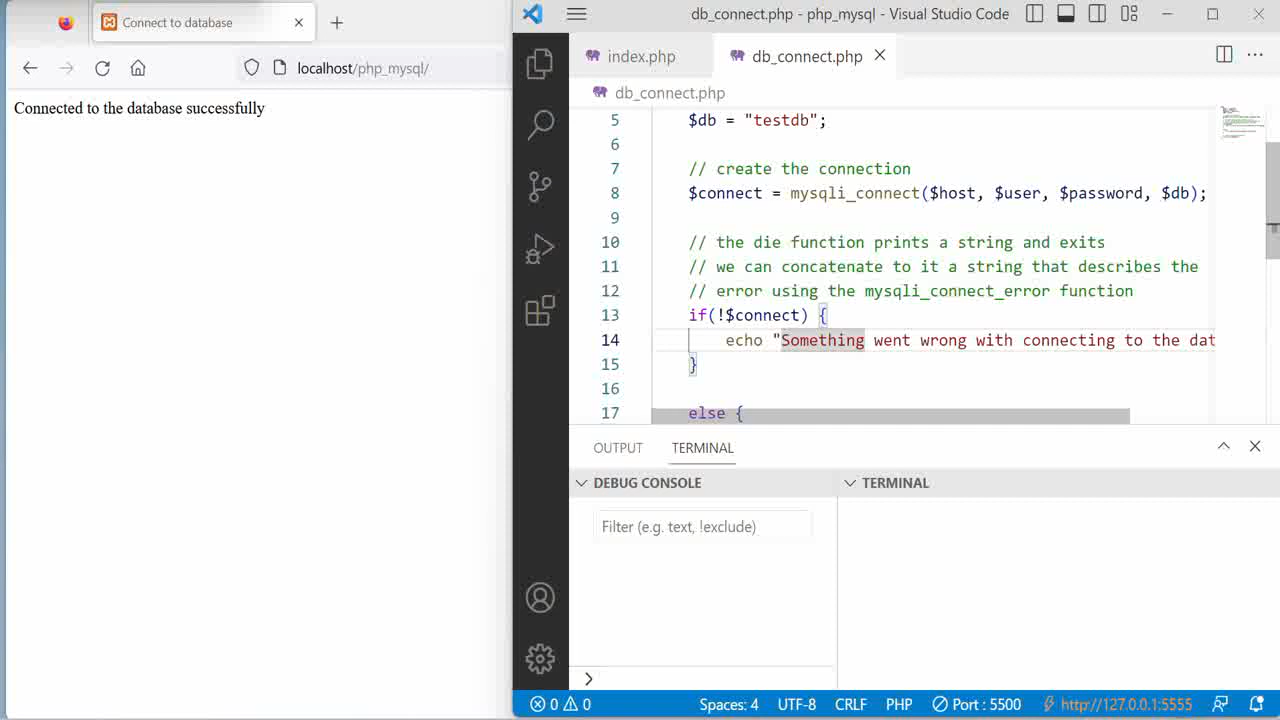 Connect to database
localhost/php_mysql/
Connected to the database successfully
db_connect.php - php_mysql - Visual Studio Code
index.php
db_connect.php
db_connect.php
5 $db = "testdb";
6
7 // create the connection
8 $connect = mysqli_connect($host, $user, $password, $db);
9
10 // the die function prints a string and exits
11 // we can concatenate to it a string that describes the
12 // error using the mysqli_connect_error function
13 if(!$connect) {
14 echo "Something went wrong with connecting to the dat
15 }
16
17 else {
OUTPUT TERMINAL
DEBUG CONSOLE
TERMINAL
Filter (e.g. text, !exclude)
0 0 Spaces: 4 UTF-8 CRLF PHP Port : 5500 http://127.0.0.1:5555